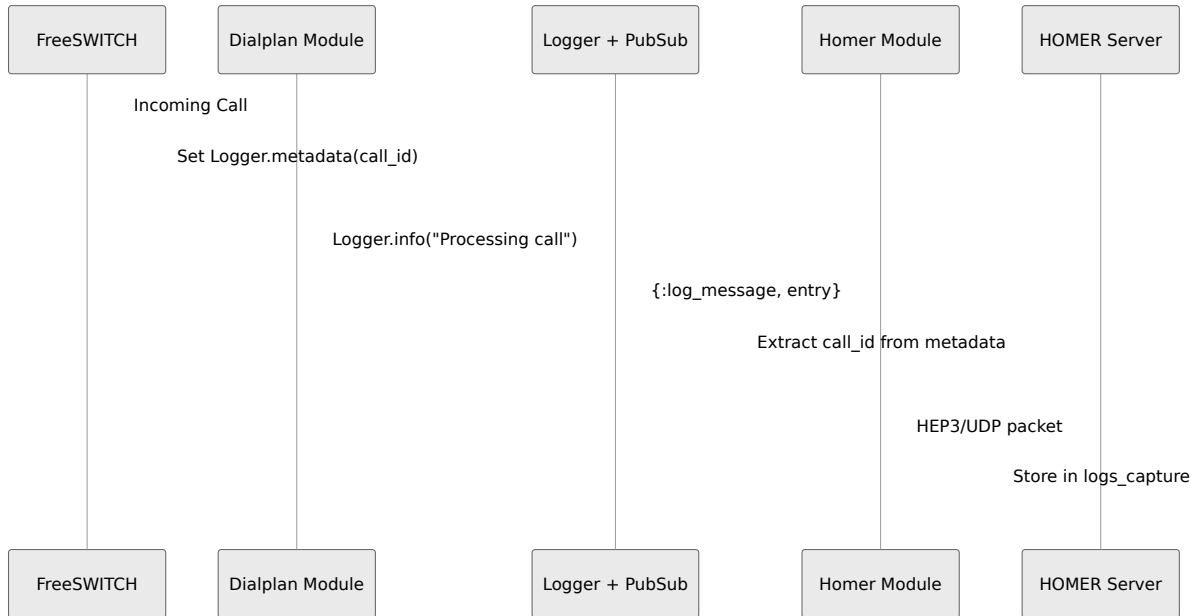 FreeSWITCH
Dialplan Module
Logger + PubSub
Homer Module
HOMER Server
Incoming Call
Set Logger.metadata(call_id)
Logger.info("Processing call")
{:log_message, entry}
Extract call_id from metadata
HEP3/UDP packet
Store in logs_capture
FreeSWITCH
Dialplan Module
Logger + PubSub
Homer Module
HOMER Server